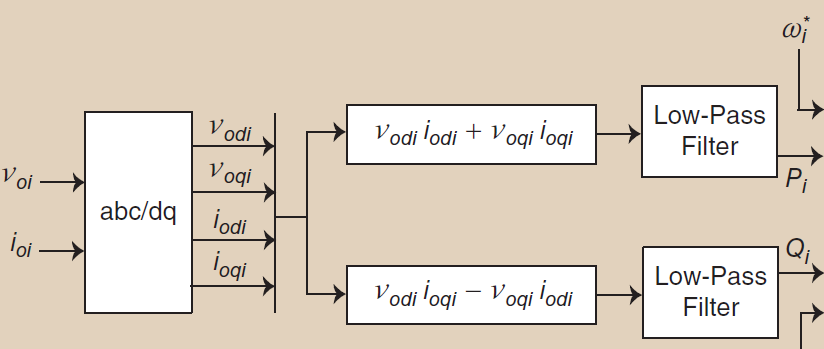 ω*i
νodi
Low-Pass
Filter
νodi iodi + νoqi ioqi
νoi
νoqi
Pi
abc/dq
iodi
ioi
ioqi
Qi
Low-Pass
Filter
νodi ioqi − νoqi iodi